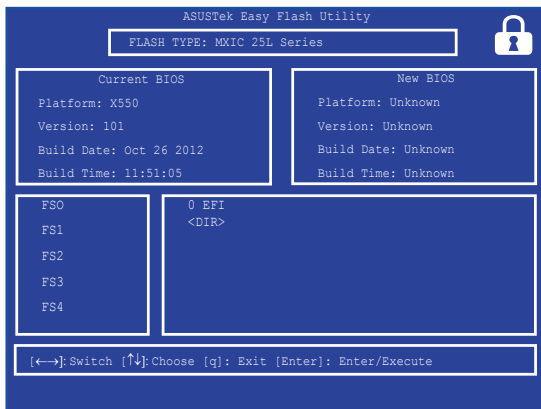 ASUSTek Easy Flash Utility
FLASH TYPE: MXIC 25L Series
Current BIOS
Platform: X550
Version: 101
Build Date: Oct 26 2012
Build Time: 11:51:05
New BIOS
Platform: Unknown
Version: Unknown
Build Date: Unknown
Build Time: Unknown
FSO
FS1
FS2
FS3
FS4
0 EFI
<DIR>
[←→]: Switch [↑↓]: Choose [q]: Exit [Enter]: Enter/Execute